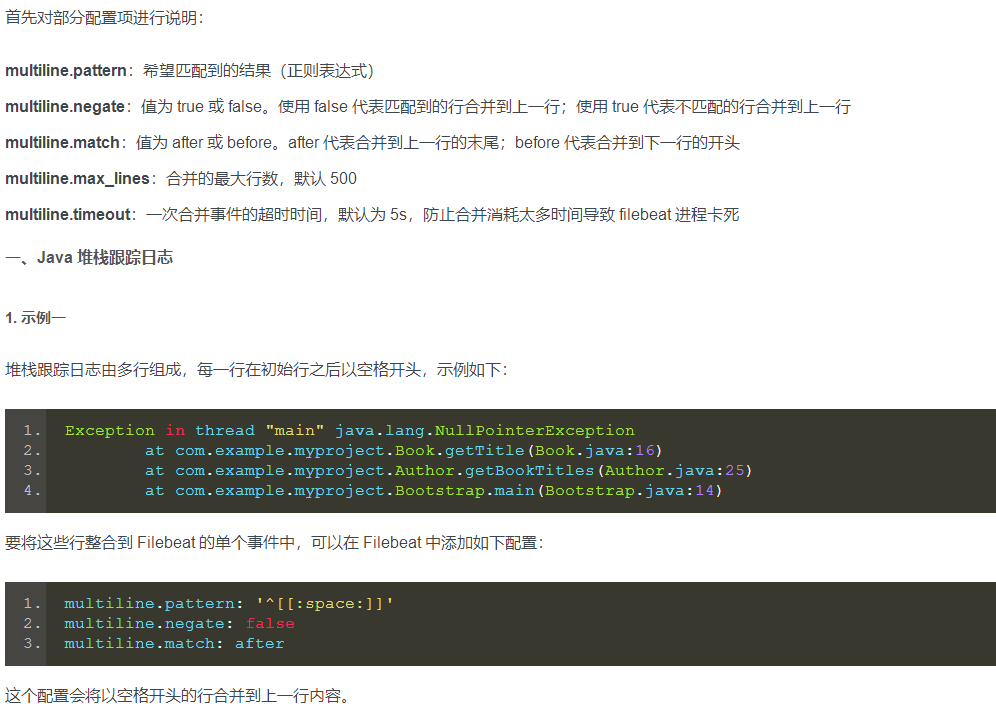 首先对部分配置项进行说明：
multiline.pattern：希望匹配到的结果（正则表达式）
multiline.negate：值为 true 或 false。使用 false 代表匹配到的行合并到上一行；使用 true 代表不匹配的行合并到上一行
multiline.match：值为 after 或 before。after 代表合并到上一行的末尾；before 代表合并到下一行的开头
multiline.max_lines：合并的最大行数，默认 500
multiline.timeout：一次合并事件的超时时间，默认为 5s，防止合并消耗太多时间导致 filebeat 进程卡死
一、Java 堆栈跟踪日志
1. 示例一
堆栈跟踪日志由多行组成，每一行在初始行之后以空格开头，示例如下：
1. Exception in thread "main" java.lang.NullPointerException
2.         at com.example.myproject.Book.getTitle(Book.java:16)
3.         at com.example.myproject.Author.getBookTitles(Author.java:25)
4.         at com.example.myproject.Bootstrap.main(Bootstrap.java:14)
要将这些行整合到 Filebeat 的单个事件中，可以在 Filebeat 中添加如下配置：
1. multiline.pattern: '^[[:space:]]'
2. multiline.negate: false
3. multiline.match: after
这个配置会将以空格开头的行合并到上一行内容。